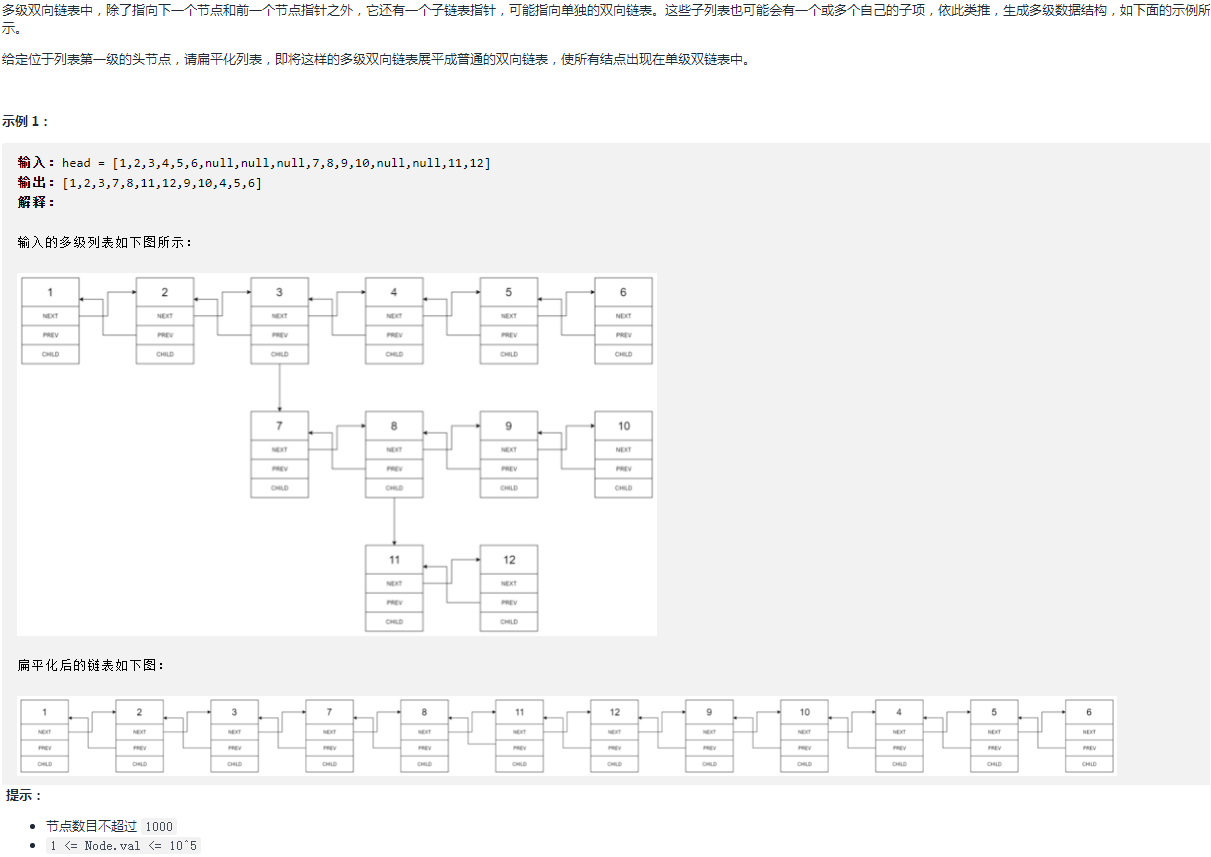 多级双向链表中，除了指向下一个节点和前一个节点指针之外，它还有一个子链表指针，可能指向单独的双向链表。这些子列表也可能会有一个或多个自己的子项，依此类推，生成多级数据结构，如下面的示例所
示。
给定位于列表第一级的头节点，请扁平化列表，即将这样的多级双向链表展平成普通的双向链表，使所有结点出现在单级双链表中。
示例 1：
输入：head = [1,2,3,4,5,6,null,null,null,7,8,9,10,null,null,11,12]
输出：[1,2,3,7,8,11,12,9,10,4,5,6]
解释：
输入的多级列表如下图所示：
1 2 3 4 5 6
NEXT NEXT NEXT NEXT NEXT NEXT
PREV PREV PREV PREV PREV PREV
CHILD CHILD CHILD CHILD CHILD CHILD
7 8 9 10
NEXT NEXT NEXT NEXT
PREV PREV PREV PREV
CHILD CHILD CHILD CHILD
11 12
NEXT NEXT
PREV PREV
CHILD CHILD
扁平化后的链表如下图：
1 2 3 7 8 11 12 9 10 4 5 6
NEXT NEXT NEXT NEXT NEXT NEXT NEXT NEXT NEXT NEXT NEXT NEXT
PREV PREV PREV PREV PREV PREV PREV PREV PREV PREV PREV PREV
CHILD CHILD CHILD CHILD CHILD CHILD CHILD CHILD CHILD CHILD CHILD CHILD
提示：
节点数目不超过 1000
1 <= Node.val <= 10^5